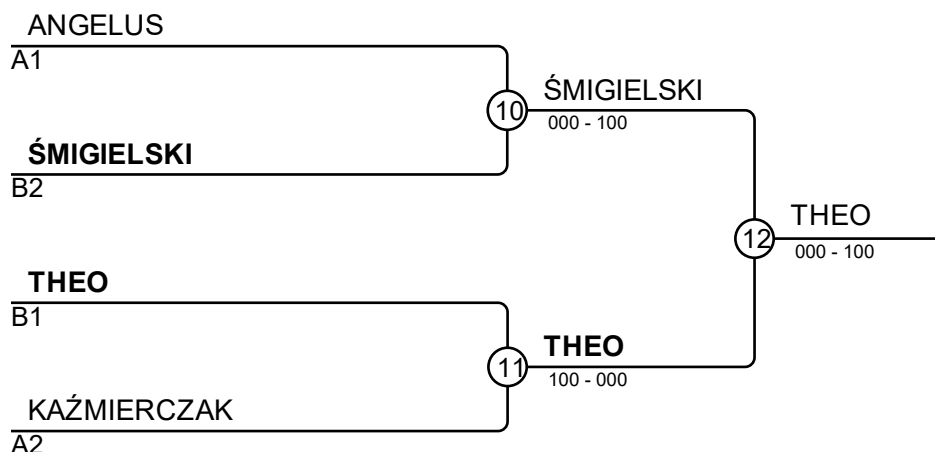 ANGELUS
A1
10
ŚMIGIELSKI
000 - 100
ŚMIGIELSKI
B2
12
THEO
000 - 100
THEO
B1
11
THEO
100 - 000
KAŹMIERCZAK
A2